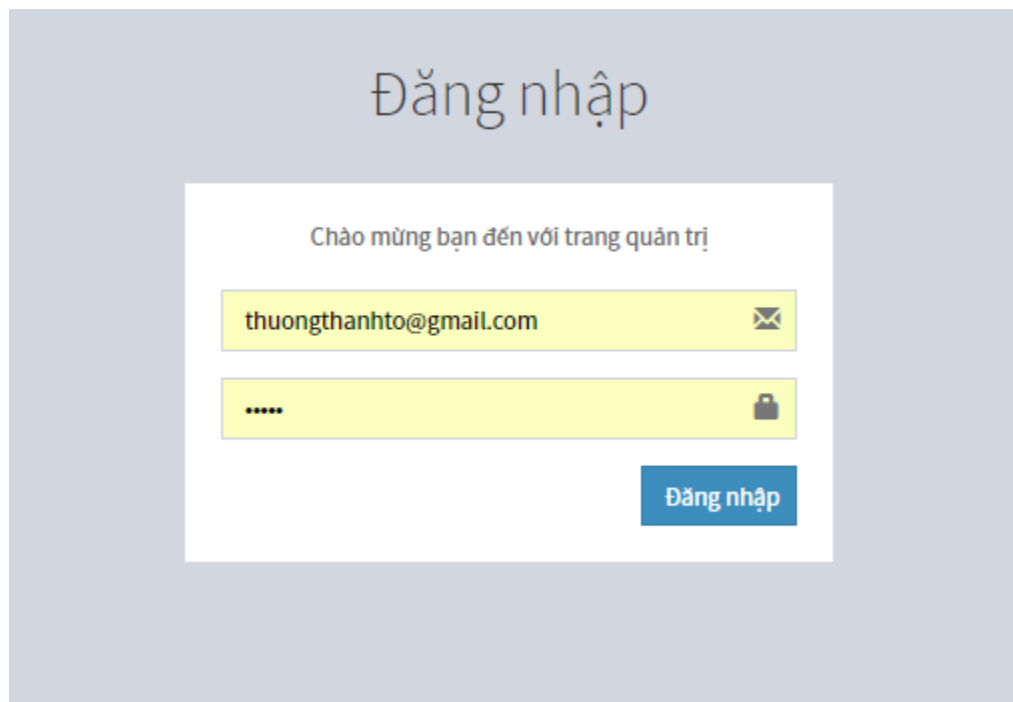 Đăng nhập
Chào mừng bạn đến với trang quản trị
thuongthanhto@gmail.com
•••••
Đăng nhập